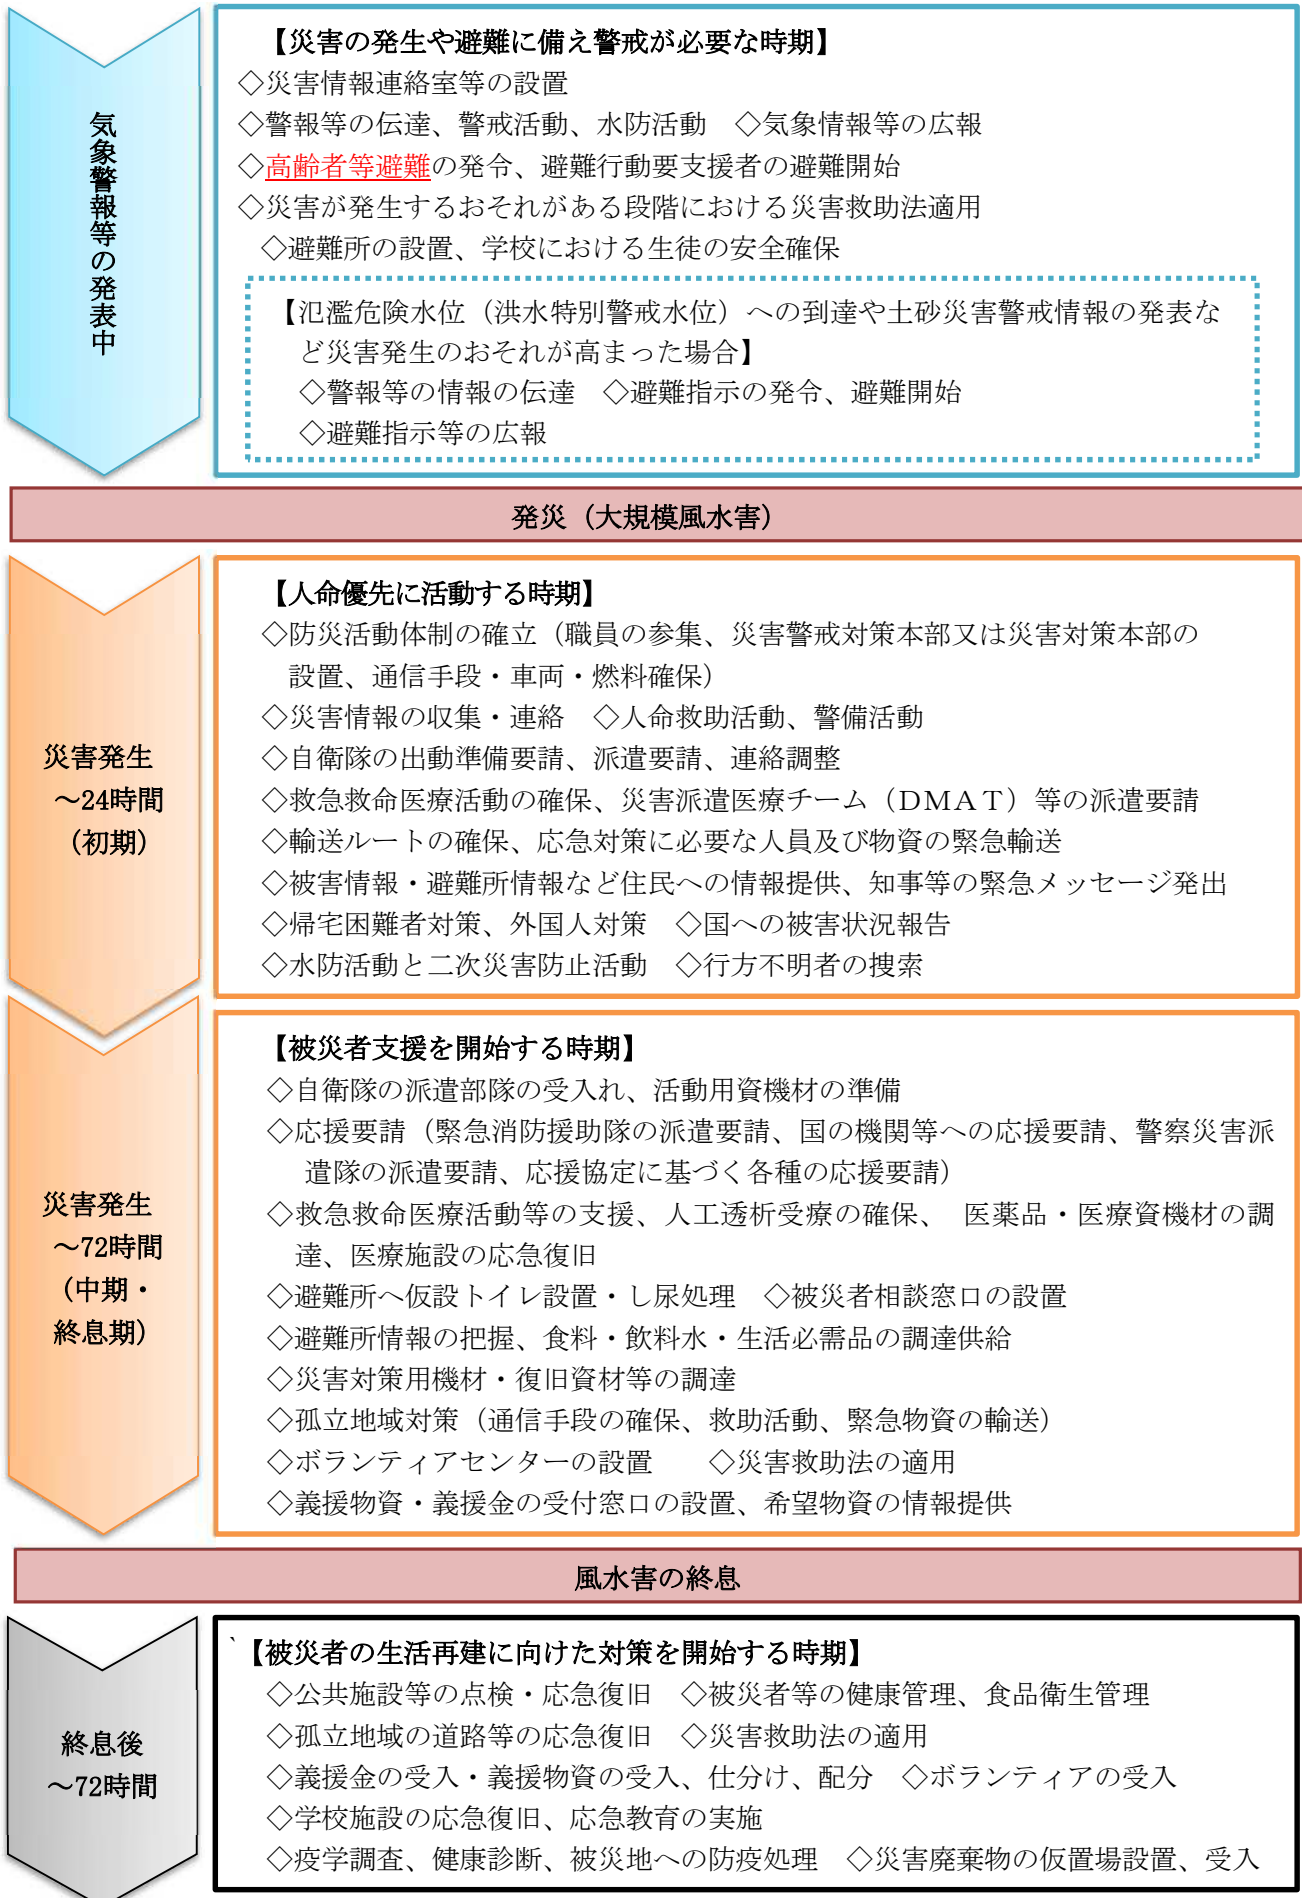 気象警報等の発表中
【災害の発生や避難に備え警戒が必要な時期】
◇災害情報連絡室等の設置
◇警報等の伝達、警戒活動、水防活動　◇気象情報等の広報
◇高齢者等避難の発令、避難行動要支援者の避難開始
◇災害が発生するおそれがある段階における災害救助法適用
◇避難所の設置、学校における生徒の安全確保
【氾濫危険水位（洪水特別警戒水位）への到達や土砂災害警戒情報の発表な
ど災害発生のおそれが高まった場合】
◇警報等の情報の伝達　◇避難指示の発令、避難開始
◇避難指示等の広報
発災（大規模風水害）
災害発生
～24時間
（初期）
【人命優先に活動する時期】
◇防災活動体制の確立（職員の参集、災害警戒対策本部又は災害対策本部の
設置、通信手段・車両・燃料確保）
◇災害情報の収集・連絡　◇人命救助活動、警備活動
◇自衛隊の出動準備要請、派遣要請、連絡調整
◇救急救命医療活動の確保、災害派遣医療チーム（ＤＭＡＴ）等の派遣要請
◇輸送ルートの確保、応急対策に必要な人員及び物資の緊急輸送
◇被害情報・避難所情報など住民への情報提供、知事等の緊急メッセージ発出
◇帰宅困難者対策、外国人対策　◇国への被害状況報告
◇水防活動と二次災害防止活動　◇行方不明者の捜索
災害発生
～72時間
（中期・
終息期）
【被災者支援を開始する時期】
◇自衛隊の派遣部隊の受入れ、活動用資機材の準備
◇応援要請（緊急消防援助隊の派遣要請、国の機関等への応援要請、警察災害派
遣隊の派遣要請、応援協定に基づく各種の応援要請）
◇救急救命医療活動等の支援、人工透析受療の確保、　医薬品・医療資機材の調
達、医療施設の応急復旧
◇避難所へ仮設トイレ設置・し尿処理　◇被災者相談窓口の設置
◇避難所情報の把握、食料・飲料水・生活必需品の調達供給
◇災害対策用機材・復旧資材等の調達
◇孤立地域対策（通信手段の確保、救助活動、緊急物資の輸送）
◇ボランティアセンターの設置　　◇災害救助法の適用
◇義援物資・義援金の受付窓口の設置、希望物資の情報提供
風水害の終息
終息後
～72時間
｀【被災者の生活再建に向けた対策を開始する時期】
◇公共施設等の点検・応急復旧　◇被災者等の健康管理、食品衛生管理
◇孤立地域の道路等の応急復旧　◇災害救助法の適用
◇義援金の受入・義援物資の受入、仕分け、配分　◇ボランティアの受入
◇学校施設の応急復旧、応急教育の実施
◇疫学調査、健康診断、被災地への防疫処理　◇災害廃棄物の仮置場設置、受入